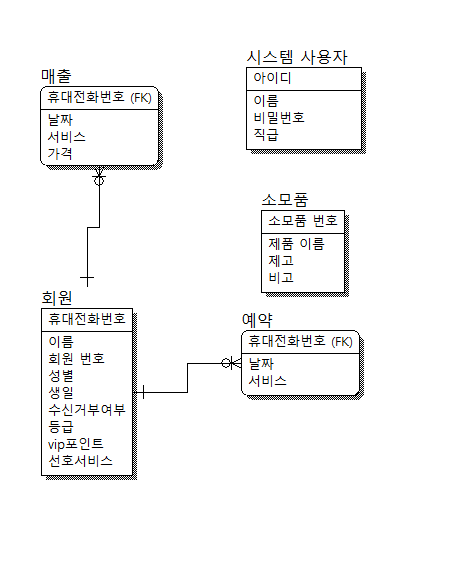 시스템 사용자
아이디
이름
비밀번호
직급
매출
휴대전화번호 (FK)
날짜
서비스
가격
소모품
소모품 번호
제품 이름
제고
비고
회원
휴대전화번호
이름
회원 번호
성별
생일
수신거부여부
등급
vip포인트
선호서비스
예약
휴대전화번호 (FK)
날짜
서비스